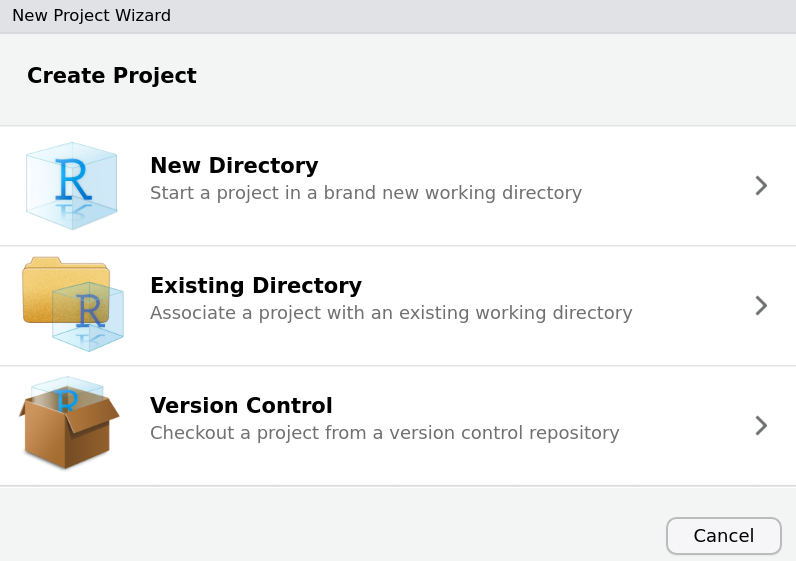 New Project Wizard
Create Project
R
New Directory
Start a project in a brand new working directory
R
Existing Directory
Associate a project with an existing working directory
R
Version Control
Checkout a project from a version control repository
Cancel